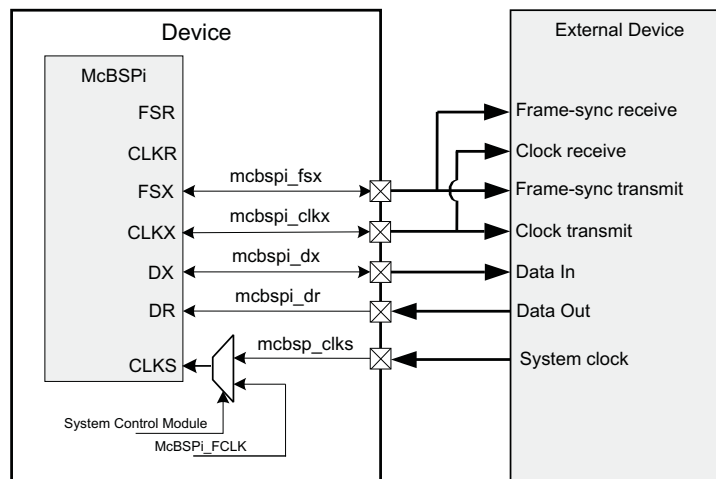 Device
External Device
McBSPi
FSR
Frame-sync receive
CLKR
Clock receive
FSX
mcbspi_fsx
Frame-sync transmit
CLKX
mcbspi_clkx
Clock transmit
DX
mcbspi_dx
Data In
DR
mcbspi_dr
Data Out
CLKS
mcbsp_clks
System clock
System Control Module
McBSPi_FCLK